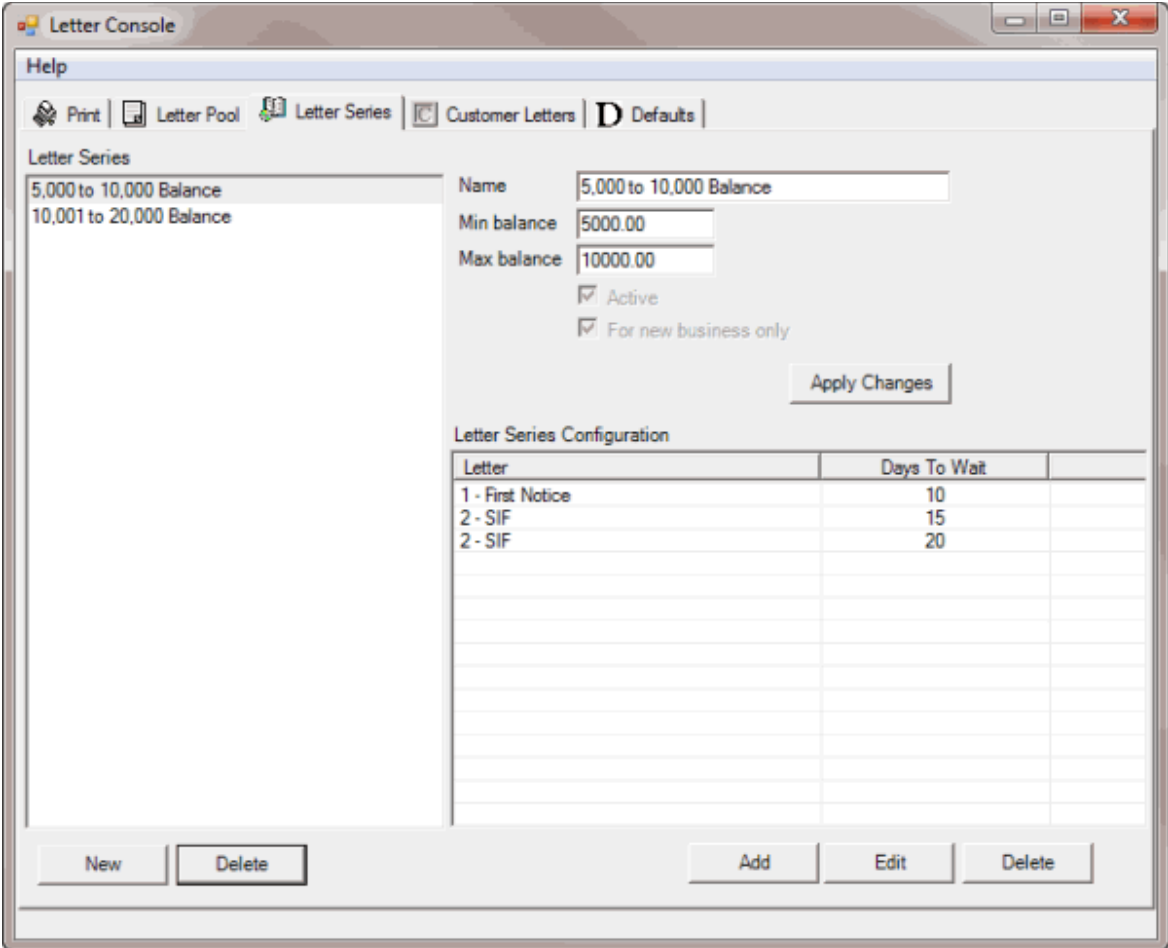 Letter Console
Help
Print Letter Pool Letter Series C Customer Letters D Defaults
Letter Series
5,000 to 10,000 Balance
10,001 to 20,000 Balance
Name 5,000 to 10,000 Balance
Min balance 5000.00
Max balance 10000.00
Active
For new business only
Apply Changes
Letter Series Configuration
Letter Days To Wait
1 - First Notice 10
2 - SIF 15
2 - SIF 20
New Delete Add Edit Delete